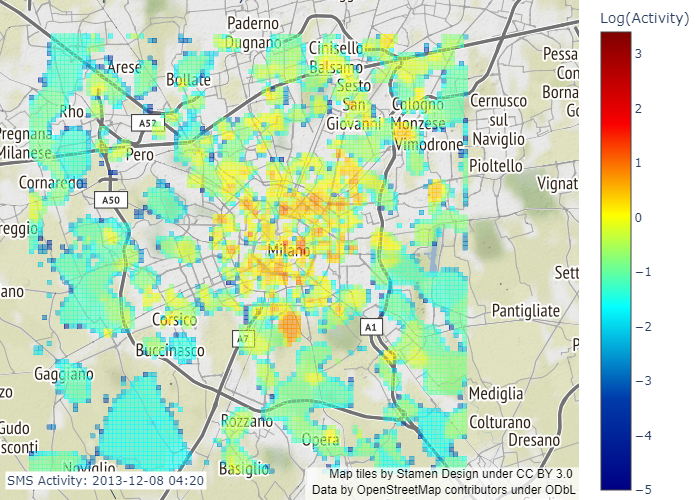 Log(Activity)
3
2
1
0
−1
−2
−3
−4
−5
Paderno
Dugnano
Cinisello
Balsamo
Pessa
Arese
Bollate
Sesto
San
Giovanni
Con
Borna
Go
Rho
Cologno
Monzese
Cernusco
sul
Naviglio
A52
Pregnana
Milanese
Pero
Vimodrone
Pioltello
Cornaredo
Vignat
A50
reggio
Milano
Sett
ano
Pantigliate
Corsico
A1
A7
Buccinasco
P
Gaggiano
Mediglia
zo
Rozzano
Colturano
Gudo
sconti
Opera
Dresano
Noviglio
Basiglio
SMS Activity: 2013-12-08 04:20
Map tiles by Stamen Design under CC BY 3.0
Data by OpenStreetMap contributors under ODbL